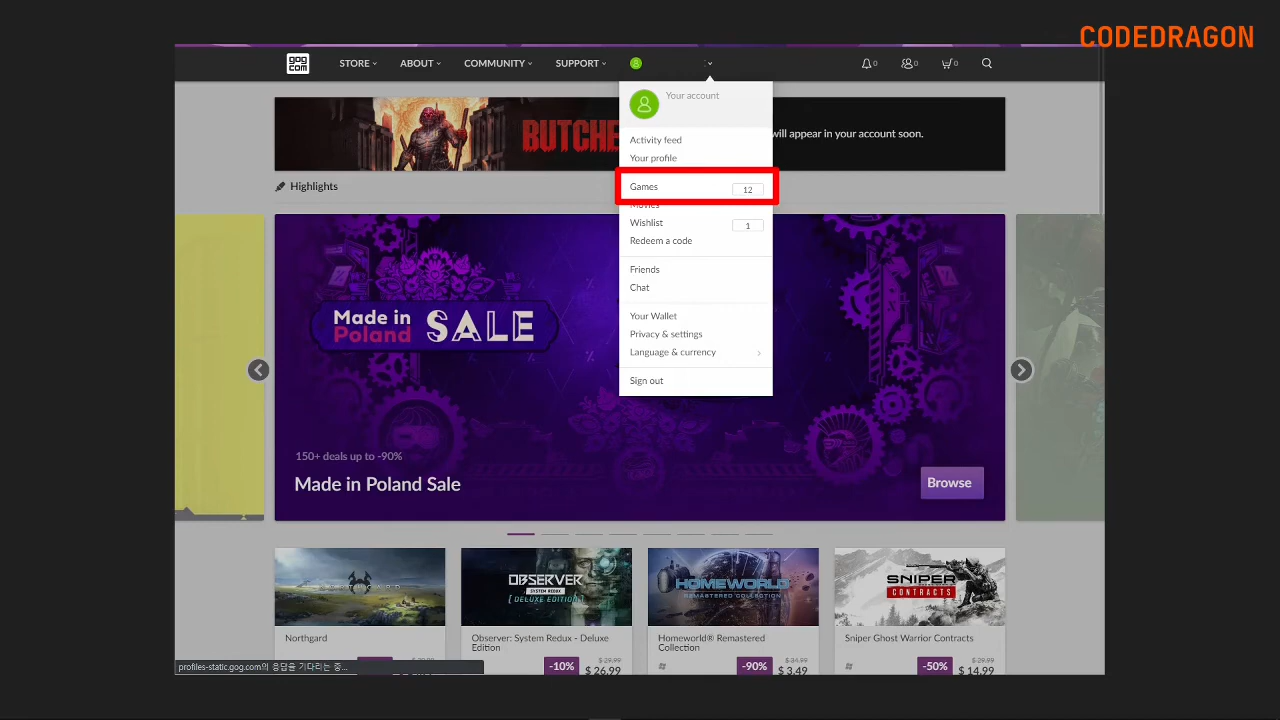 CODEDRAGON
gog
com
STORE
ABOUT
COMMUNITY
SUPPORT
0
0
0
Your account
BUTCHE
will appear in your account soon.
Activity feed
Your profile
Highlights
Games
12
Movies
Wishlist
1
Redeem a code
Friends
Chat
Your Wallet
Privacy & settings
Language & currency
Sign out
Made in
Poland
SALE
150+ deals up to -90%
Made in Poland Sale
Browse
OBSERVER
SYSTEM REDUX
[ DELUXE EDITION ]
HOMEWORLD
REMASTERED COLLECTION
SNIPER
CONTRACTS
Northgard
Observer: System Redux - Deluxe
Edition
Homeworld® Remastered
Collection
Sniper Ghost Warrior Contracts
profiles-static.gog.com의 응답을 기다리는 중...
-10%
$ 29.99
$ 26.99
-90%
$ 34.99
$ 3.49
-50%
$ 29.99
$ 14.99